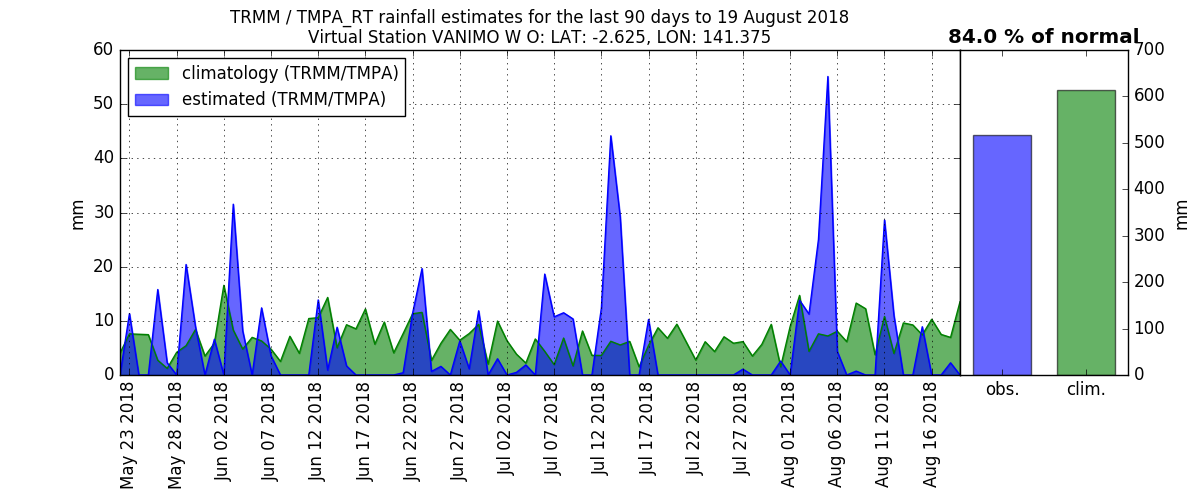 TRMM / TMPA_RT rainfall estimates for the last 90 days to 19 August 2018
Virtual Station VANIMO W O: LAT: -2.625, LON: 141.375
84.0 % of normal
climatology (TRMM/TMPA)
estimated (TRMM/TMPA)
60
50
40
30
20
10
0
mm
May 23 2018
May 28 2018
Jun 02 2018
Jun 07 2018
Jun 12 2018
Jun 17 2018
Jun 22 2018
Jun 27 2018
Jul 02 2018
Jul 07 2018
Jul 12 2018
Jul 17 2018
Jul 22 2018
Jul 27 2018
Aug 01 2018
Aug 06 2018
Aug 11 2018
Aug 16 2018
obs.
clim.
700
600
500
400
300
200
100
0
mm